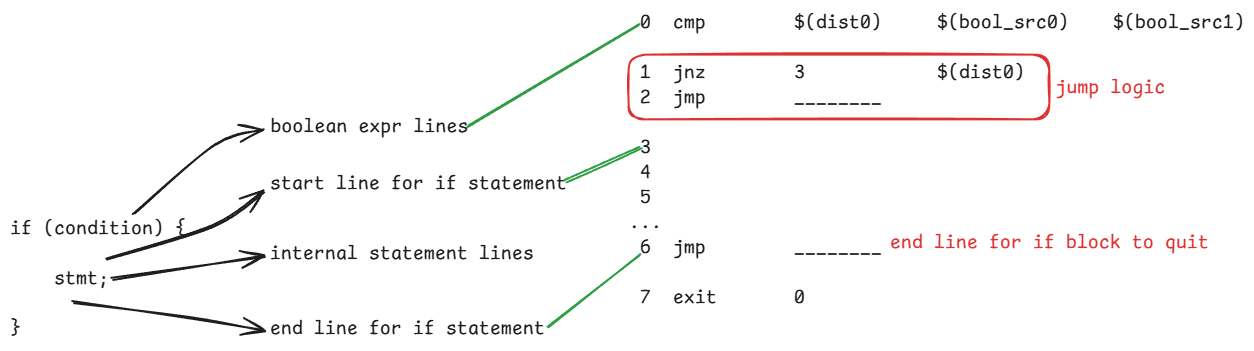 0 cmp $(dist0) $(bool_src0) $(bool_src1)
1 jnz 3 $(dist0)
jump logic
2 jmp ________
boolean expr lines
3
4
start line for if statement
5
if (condition) {
...
6 jmp ________ end line for if block to quit
internal statement lines
stmt;
7 exit 0
}
end line for if statement